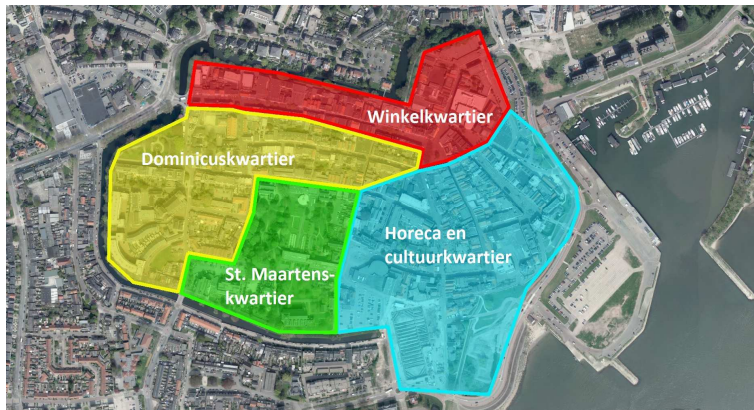 Winkelkwartier
Dominicuskwartier
Horeca en
cultuurkwartier
St. Maartens-
kwartier